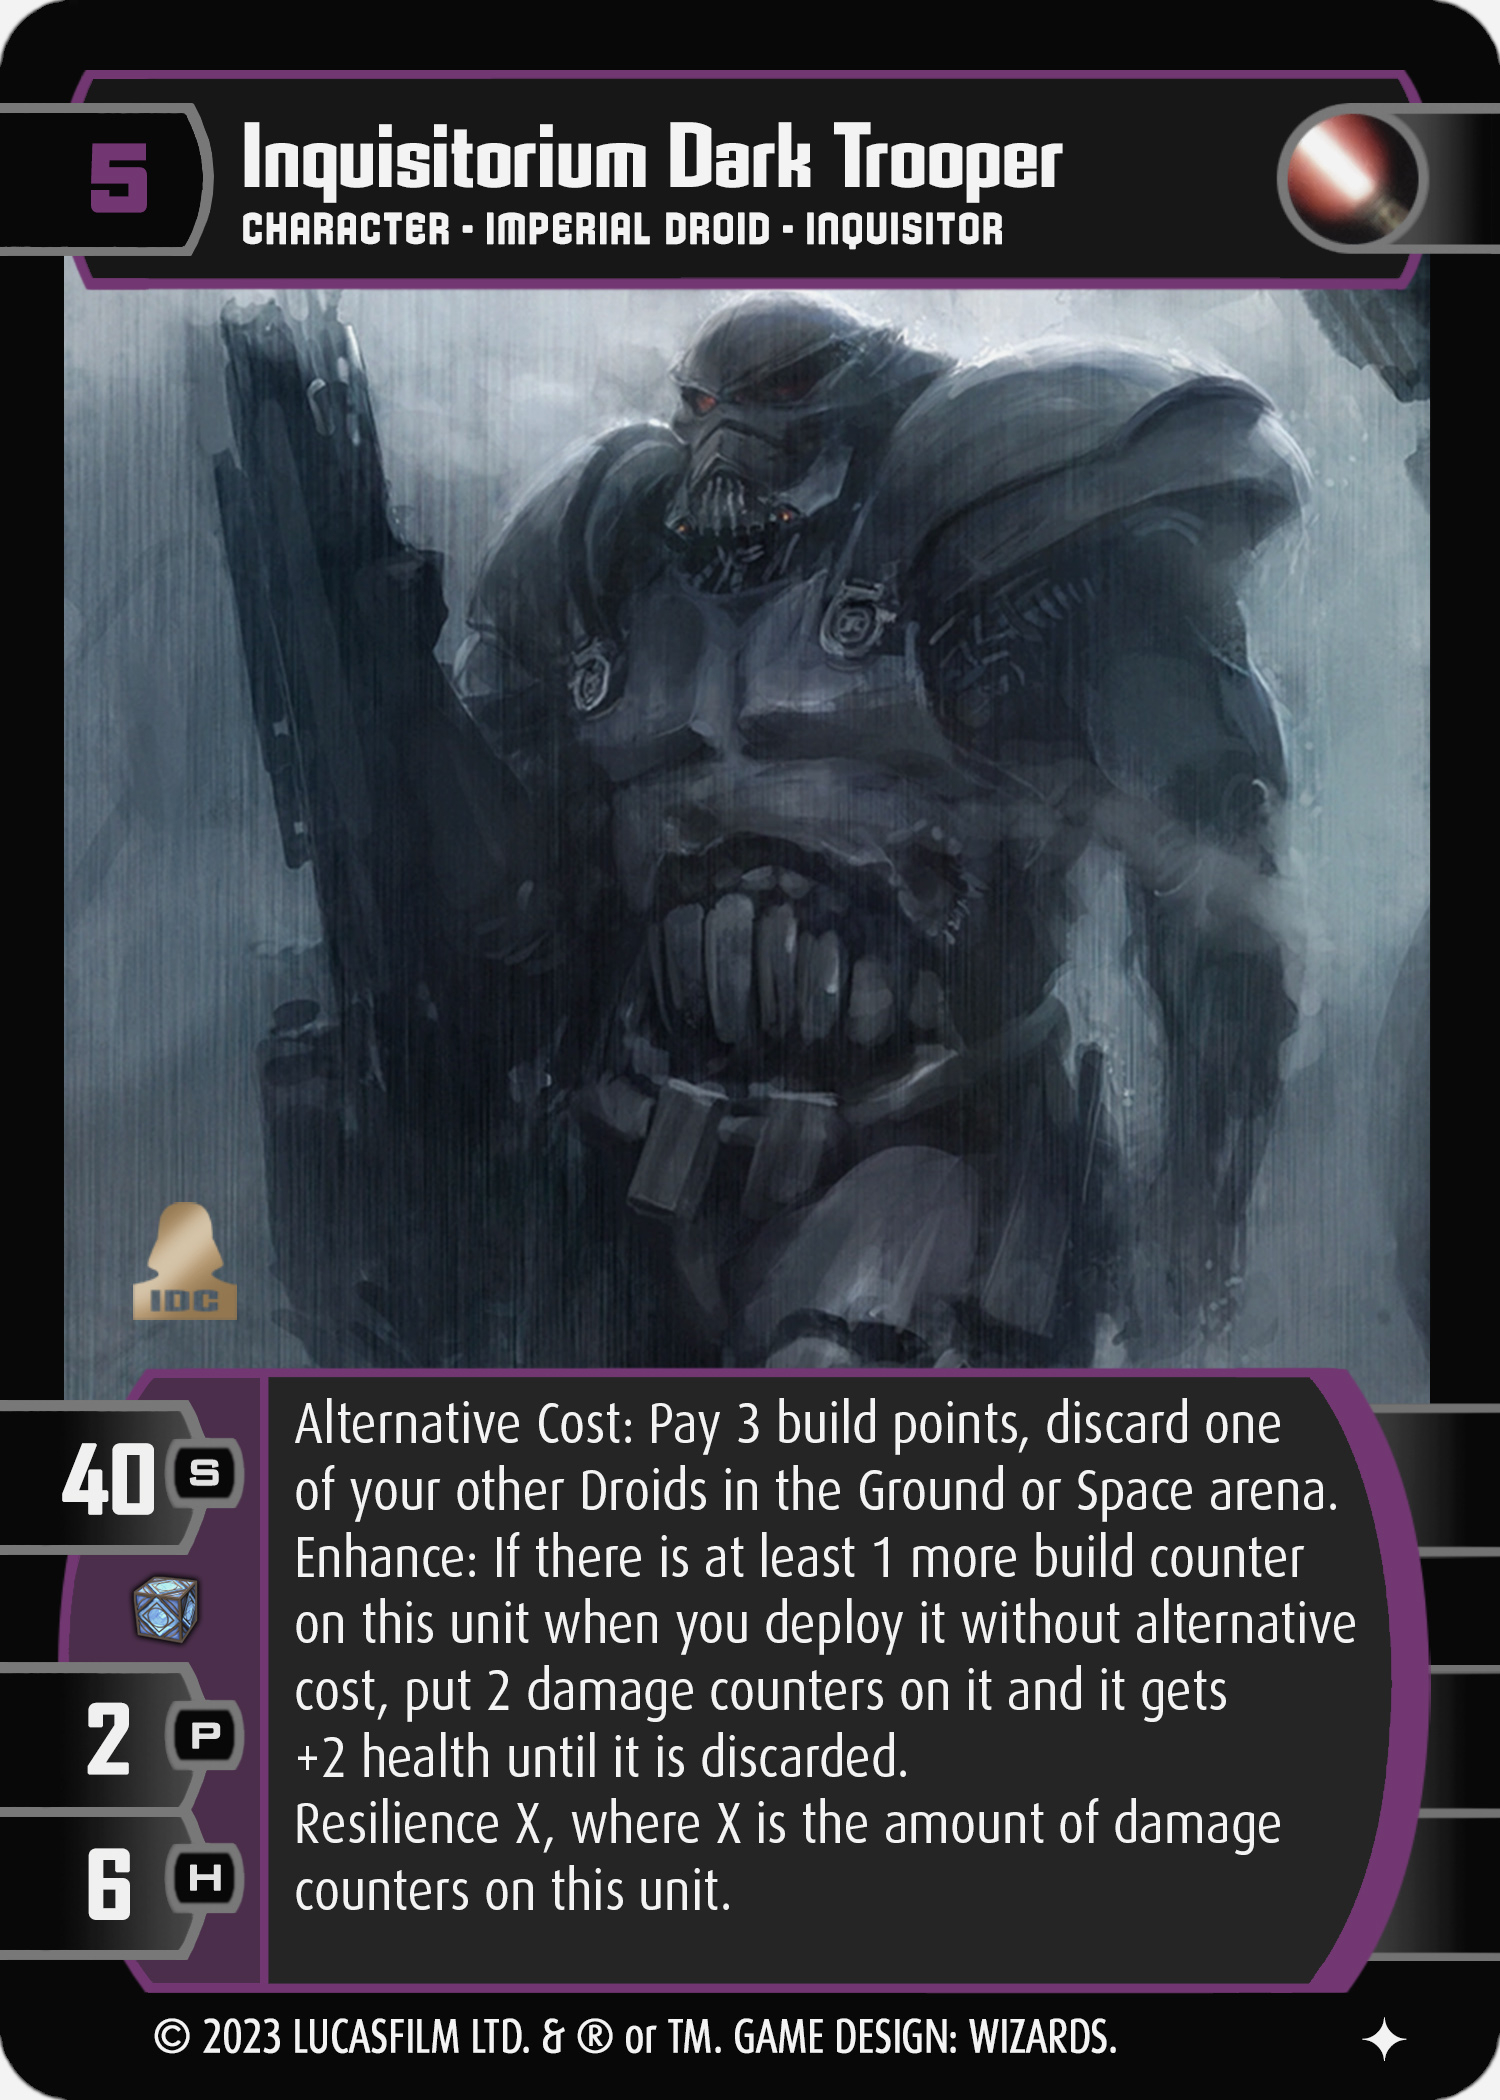 5
Inquisitorium Dark Trooper
CHARACTER - IMPERIAL DROID - INQUISITOR
IDC
40 S
2 P
6 H
Alternative Cost: Pay 3 build points, discard one
of your other Droids in the Ground or Space arena.
Enhance: If there is at least 1 more build counter
on this unit when you deploy it without alternative
cost, put 2 damage counters on it and it gets
+2 health until it is discarded.
Resilience X, where X is the amount of damage
counters on this unit.
© 2023 LUCASFILM LTD. & ® or TM. GAME DESIGN: WIZARDS.